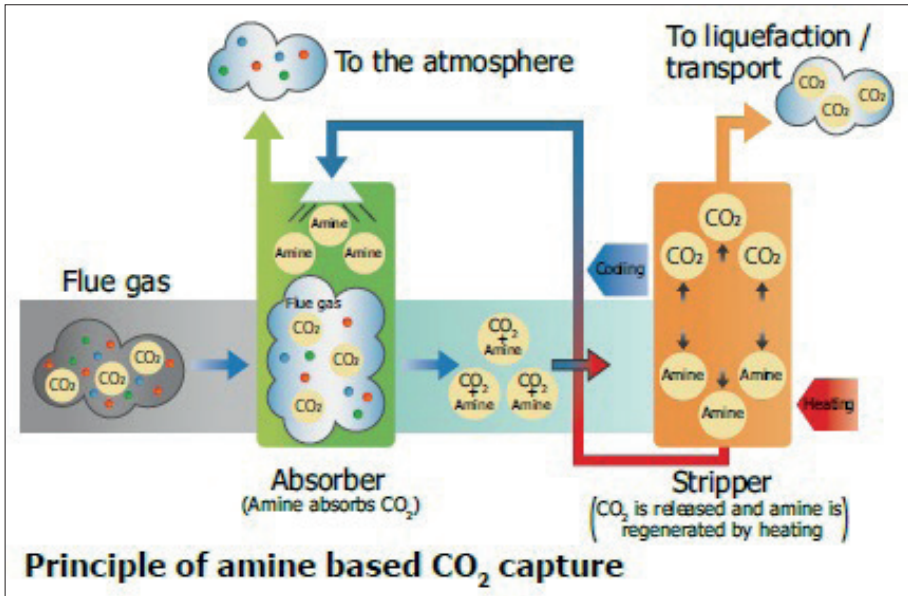 To the atmosphere
To liquefaction /
transport
CO₂
CO₂
CO₂
Flue gas
CO₂
CO₂
CO₂
Amine
Amine
Amine
Flue gas
CO₂
CO₂
CO₂
CO₂
+
Amine
CO₂
+
Amine
CO₂
+
Amine
Cooling
CO₂
CO₂
CO₂
Amine
Amine
Amine
Heating
Absorber
(Amine absorbs CO₂)
Stripper
(CO₂ is released and amine is
regenerated by heating)
Principle of amine based CO₂ capture